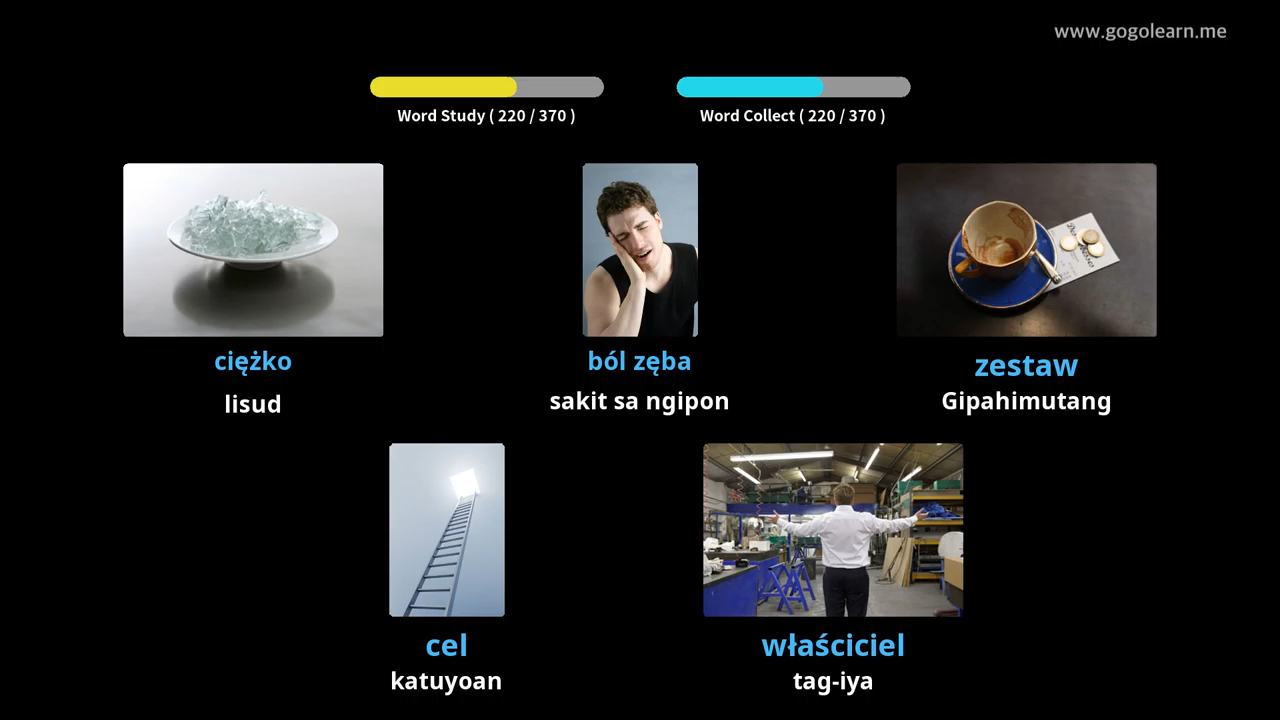 www.gogolearn.me
Word Study ( 220 / 370 )
Word Collect ( 220 / 370 )
ciężko
lisud
ból zęba
sakit sa ngipon
zestaw
Gipahimutang
cel
katuyoan
właściciel
tag-iya